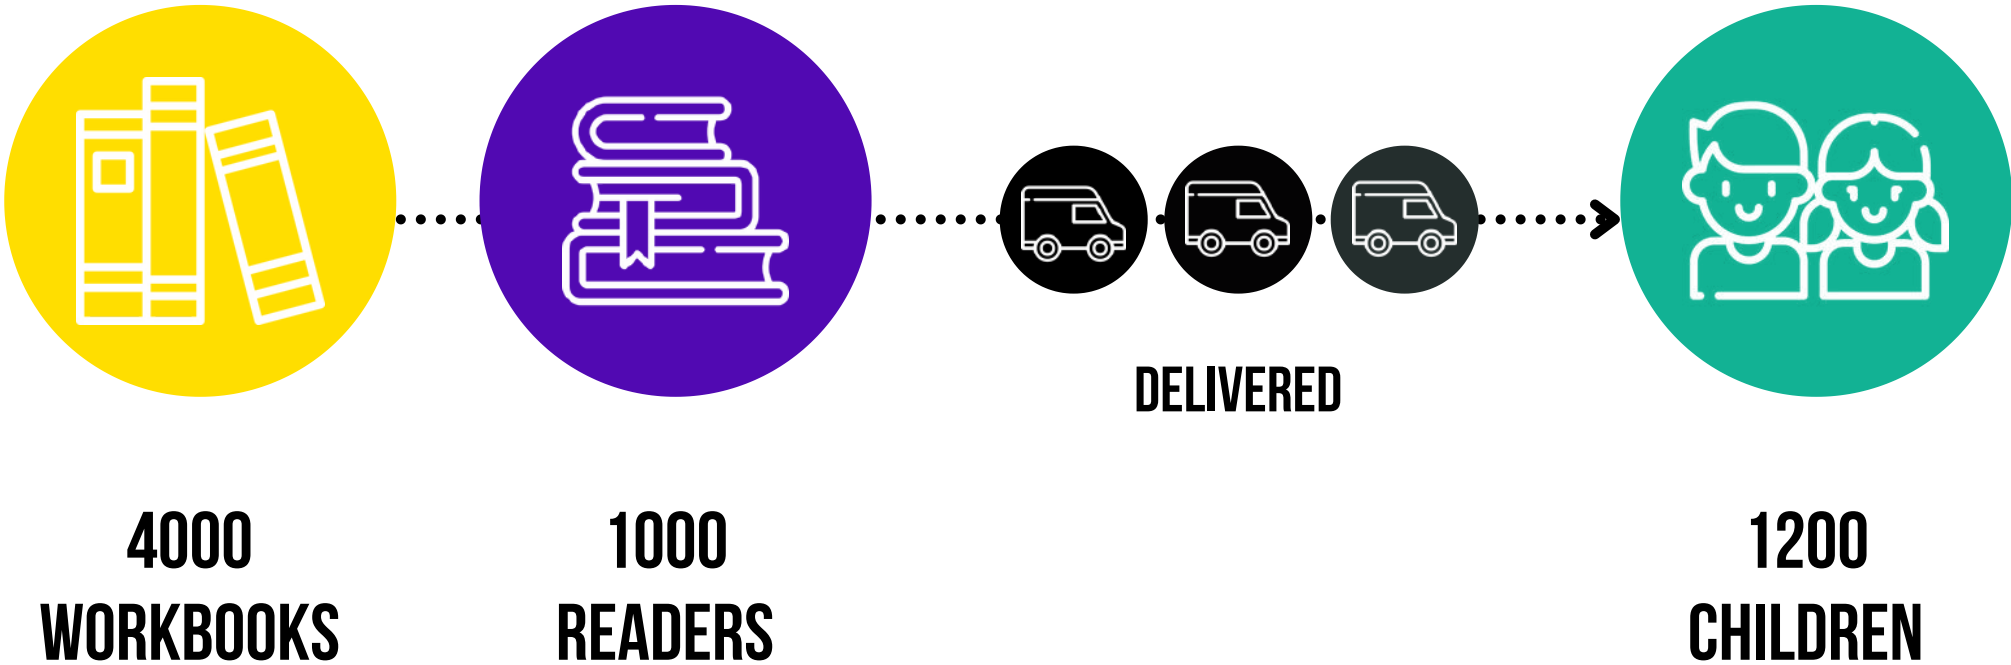 DELIVERED
4000
WORKBOOKS
1000
READERS
1200
CHILDREN